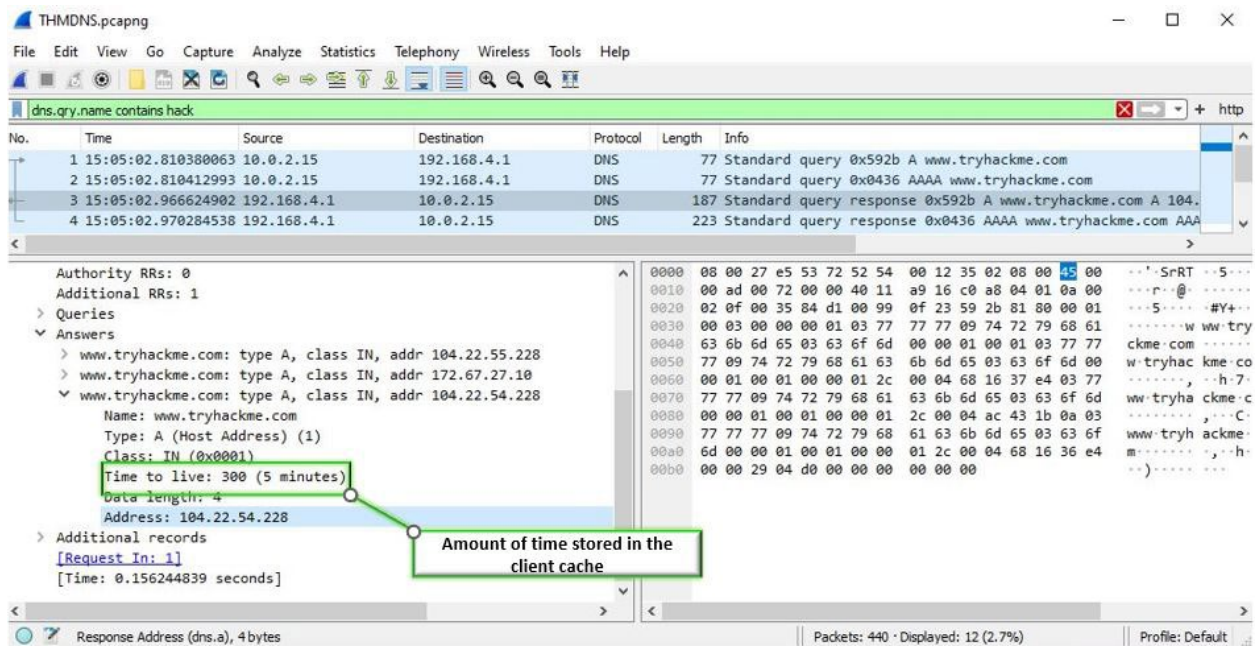 THMDNS.pcapng
File Edit View Go Capture Analyze Statistics Telephony Wireless Tools Help
dns.qry.name contains hack
http
No. Time Source Destination Protocol Length Info
1 15:05:02.810380063 10.0.2.15 192.168.4.1 DNS 77 Standard query 0x592b A www.tryhackme.com
2 15:05:02.810412993 10.0.2.15 192.168.4.1 DNS 77 Standard query 0x0436 AAAA www.tryhackme.com
3 15:05:02.966624902 192.168.4.1 10.0.2.15 DNS 187 Standard query response 0x592b A www.tryhackme.com A 104.
4 15:05:02.970284538 192.168.4.1 10.0.2.15 DNS 223 Standard query response 0x0436 AAAA www.tryhackme.com AAA
Authority RRs: 0
Additional RRs: 1
> Queries
Answers
> www.tryhackme.com: type A, class IN, addr 104.22.55.228
> www.tryhackme.com: type A, class IN, addr 172.67.27.10
www.tryhackme.com: type A, class IN, addr 104.22.54.228
Name: www.tryhackme.com
Type: A (Host Address) (1)
Class: IN (0x0001)
Time to live: 300 (5 minutes)
Data length: 4
Address: 104.22.54.228
> Additional records
[Request In: 1]
[Time: 0.156244839 seconds]
Amount of time stored in the
client cache
0000 08 00 27 e5 53 72 52 54 00 12 35 02 08 00 45 00 ··'·SrRT ··5···E·
0010 00 ad 00 72 00 00 40 11 a9 16 c0 a8 04 01 0a 00 ···r··@· ········
0020 02 0f 00 35 84 d1 00 99 0f 23 59 2b 81 80 00 01 ···5···· ·#Y+····
0030 00 03 00 00 00 01 03 77 77 77 09 74 72 79 68 61 ·······w ww·try
0040 63 6b 6d 65 03 63 6f 6d 00 00 01 00 01 03 77 77 ckme·com ······
0050 77 09 74 72 79 68 61 63 6b 6d 65 03 63 6f 6d 00 w·tryhac kme·co
0060 00 01 00 01 00 00 01 2c 00 04 68 16 37 e4 03 77 ·······, ··h·7·
0070 77 77 09 74 72 79 68 61 63 6b 6d 65 03 63 6f 6d ww·tryha ckme·c
0080 00 00 01 00 01 00 00 01 2c 00 04 ac 43 1b 0a 03 ········ ,···C·
0090 77 77 77 09 74 72 79 68 61 63 6b 6d 65 03 63 6f www·tryh ackme·
00a0 6d 00 00 01 00 01 00 00 01 2c 00 04 68 16 36 e4 m······· ·,··h·
00b0 00 00 29 04 d0 00 00 00 00 00 00 ··)····· ···
Response Address (dns.a), 4 bytes
Packets: 440 · Displayed: 12 (2.7%)
Profile: Default